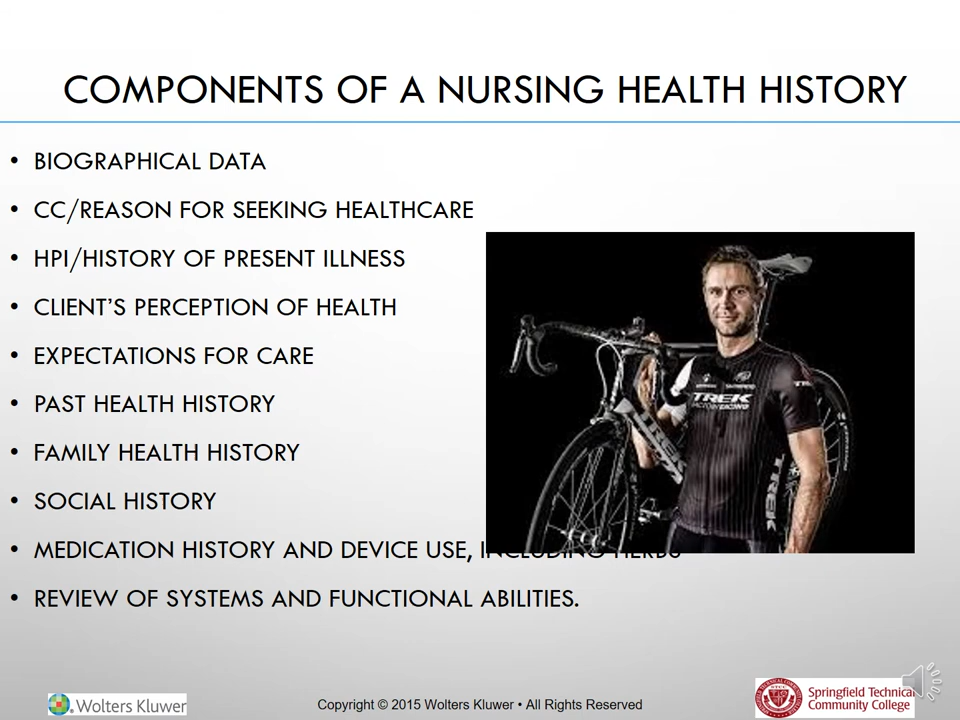 COMPONENTS OF A NURSING HEALTH HISTORY
• BIOGRAPHICAL DATA
• CC/REASON FOR SEEKING HEALTHCARE
• HPI/HISTORY OF PRESENT ILLNESS
• CLIENT'S PERCEPTION OF HEALTH
• EXPECTATIONS FOR CARE
• PAST HEALTH HISTORY
• FAMILY HEALTH HISTORY
• SOCIAL HISTORY
• MEDICATION HISTORY AND DEVICE USE, INCLUDING HERBS
• REVIEW OF SYSTEMS AND FUNCTIONAL ABILITIES.
TREK
TREK
TREK
Wolters Kluwer
Copyright © 2015 Wolters Kluwer • All Rights Reserved
Springfield Technical
Community College